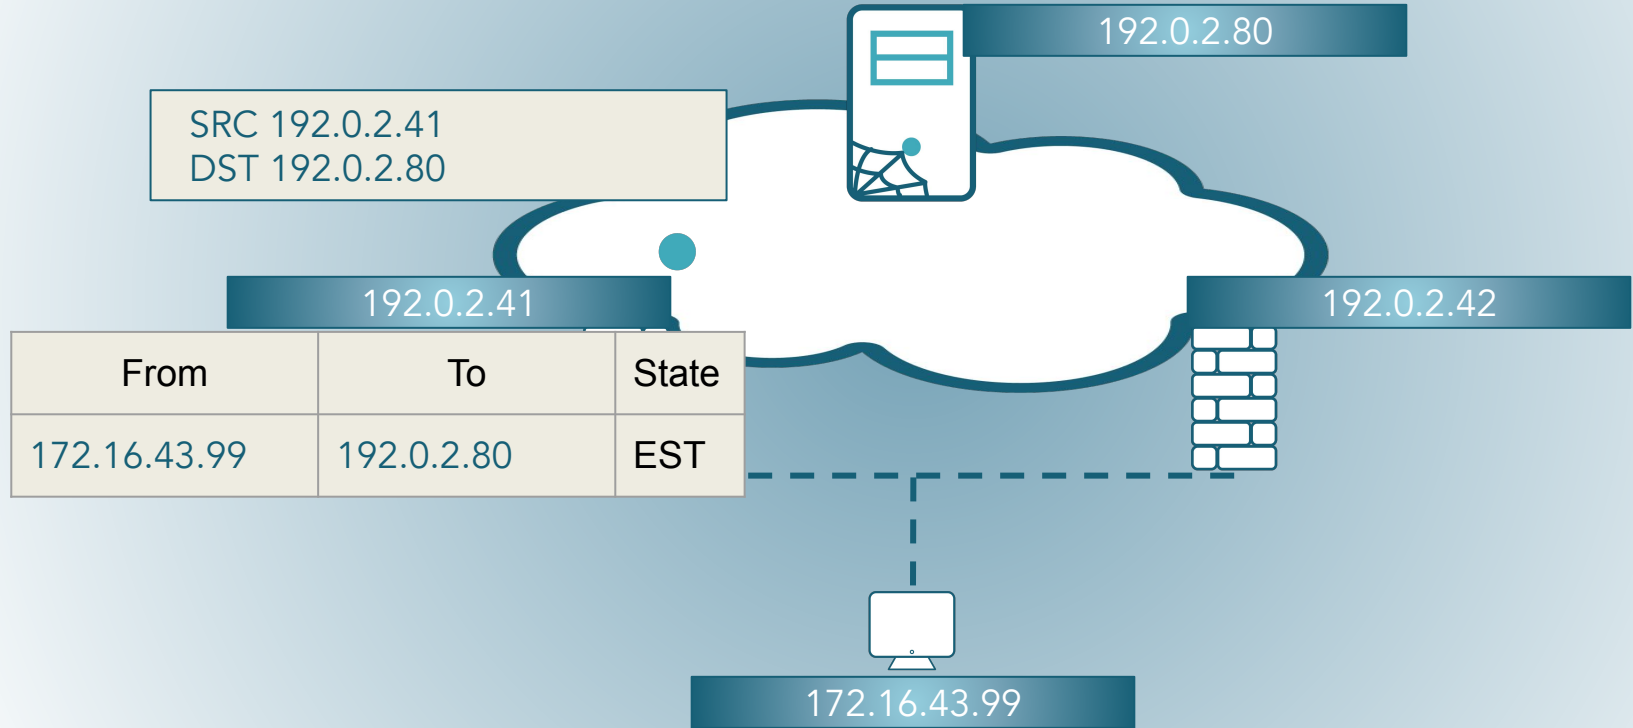 192.0.2.80
SRC 192.0.2.41
DST 192.0.2.80
192.0.2.41
192.0.2.42
From To State
172.16.43.99 192.0.2.80 EST
172.16.43.99